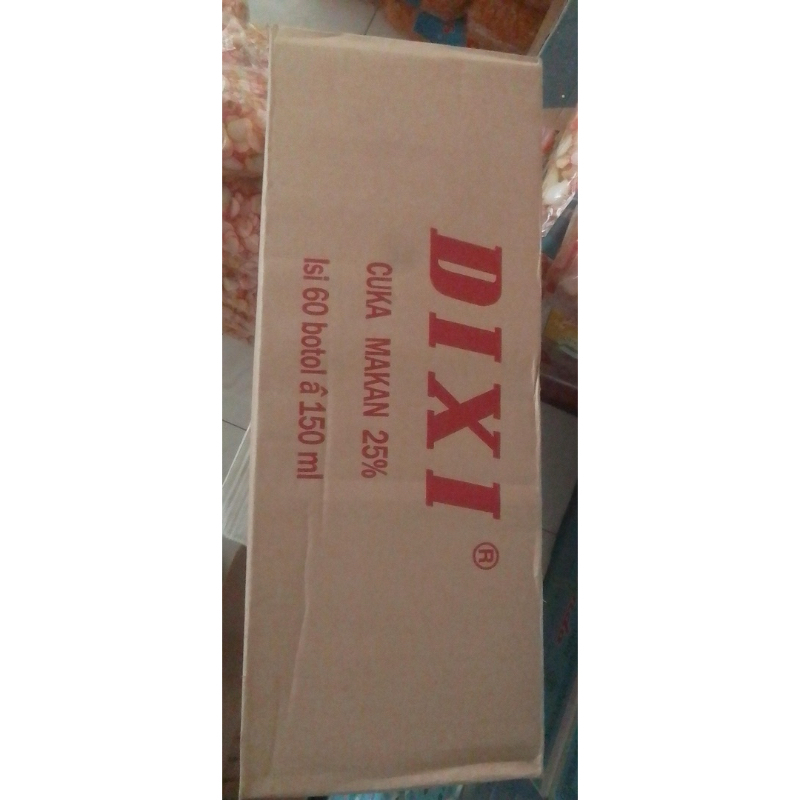 DIXI ®
CUKA MAKAN 25%
Isi 60 botol â 150 ml